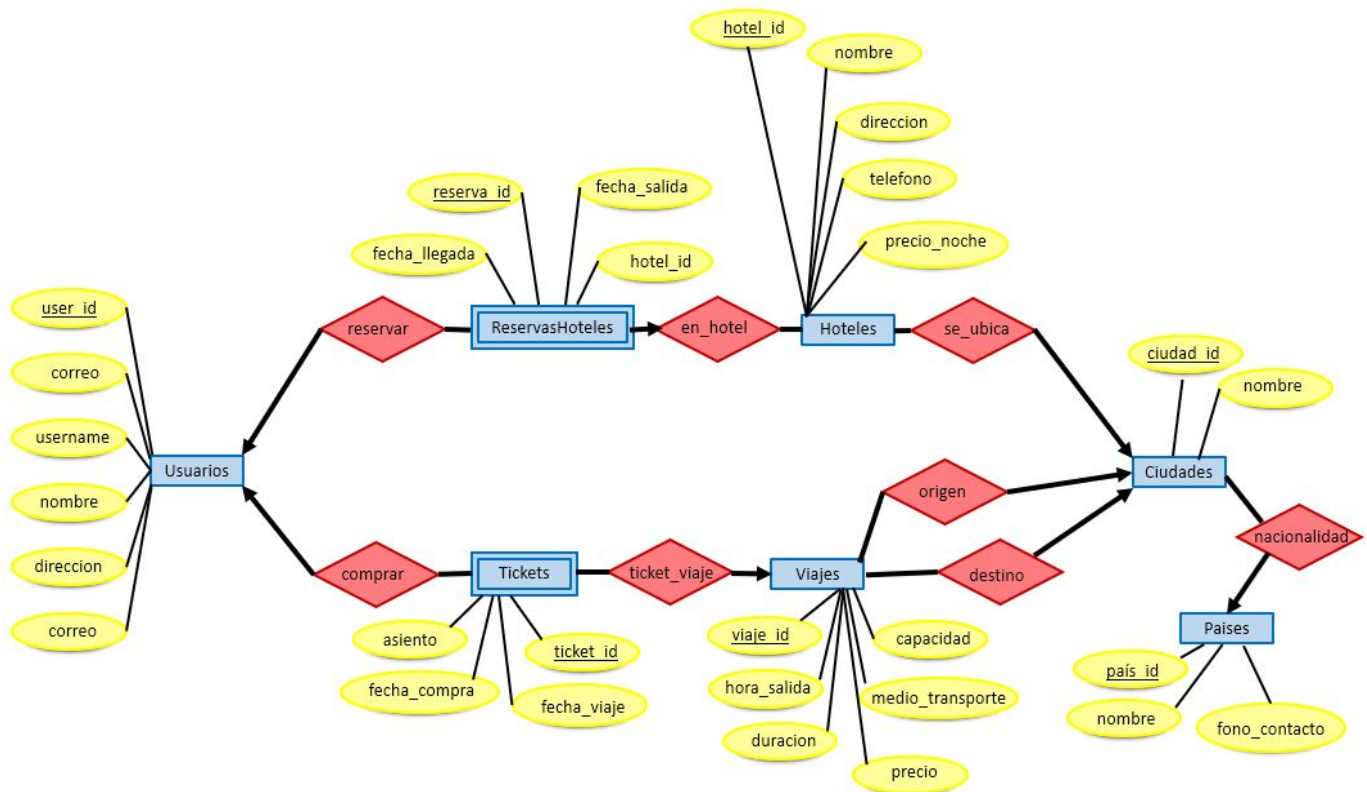 hotel_id
nombre
direccion
telefono
precio_noche
reserva_id
fecha_salida
fecha_llegada
hotel_id
user_id
reservar
ReservasHoteles
en_hotel
Hoteles
se_ubica
ciudad_id
nombre
correo
username
Usuarios
Ciudades
nombre
origen
nacionalidad
direccion
comprar
Tickets
ticket_viaje
Viajes
destino
correo
asiento
ticket_id
viaje_id
capacidad
Paises
fecha_compra
fecha_viaje
hora_salida
medio_transporte
país_id
nombre
fono_contacto
duracion
precio